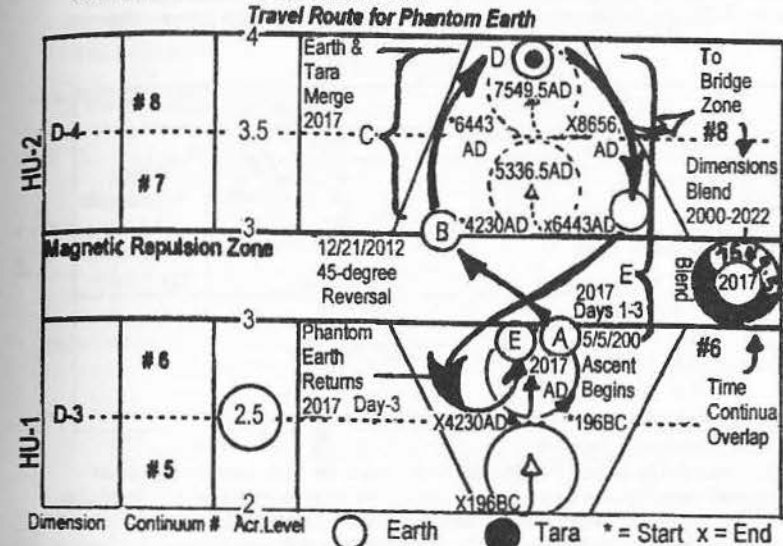 Travel Route for Phantom Earth
4
Earth &
Tara
Merge
2017
D
To
Bridge
Zone
#8
7549.5AD
#8
D-4
3.5
C
*6443
AD
X8656
AD
HU-2
5336.5AD
Dimensions
Blend
2000-2022
#7
3
B
*4230AD
x6443AD
Magnetic Repulsion Zone
12/21/2012
45-degree
Reversal
E
2017
Days 1-3
Blend
2017
3
Phantom
Earth
Returns
2017 Day-3
E
A
5/5/200
Ascent
Begins
2017
AD
#6
#6
Time
Continua
Overlap
D-3
2.5
X4230AD
*196BC
HU-1
#5
X196BC
2
Dimension Continuum # Acr.Level Earth Tara * = Start x = End